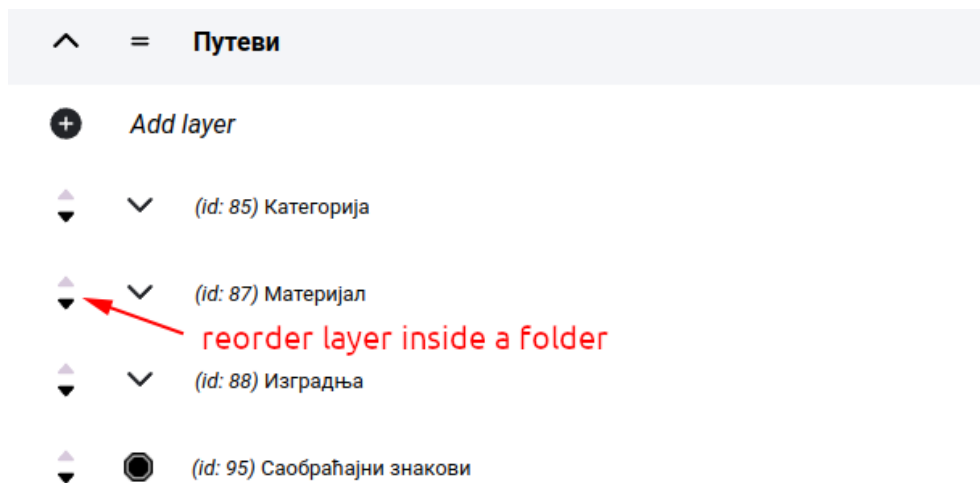 Путеви
Add layer
(id: 85) Категорија
(id: 87) Материјал
reorder layer inside a folder
(id: 88) Изградња
(id: 95) Саобраћајни знакови